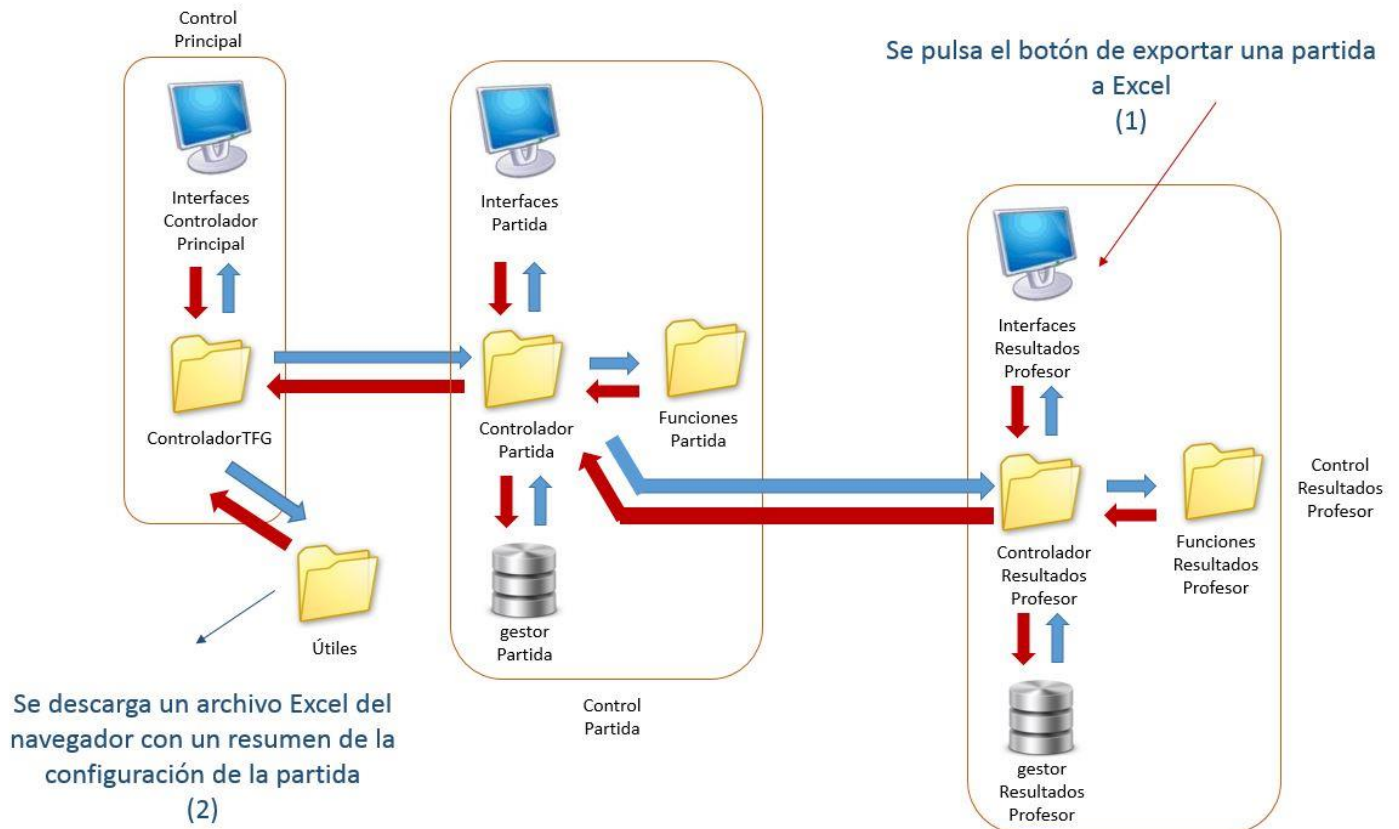 Control
Principal
Interfaces
Controlador
Principal
ControladorTFG
Útiles
Se descarga un archivo Excel del
navegador con un resumen de la
configuración de la partida
(2)
Interfaces
Partida
Controlador
Partida
Funciones
Partida
gestor
Partida
Control
Partida
Se pulsa el botón de exportar una partida
a Excel
(1)
Interfaces
Resultados
Profesor
Controlador
Resultados
Profesor
Funciones
Resultados
Profesor
gestor
Resultados
Profesor
Control
Resultados
Profesor